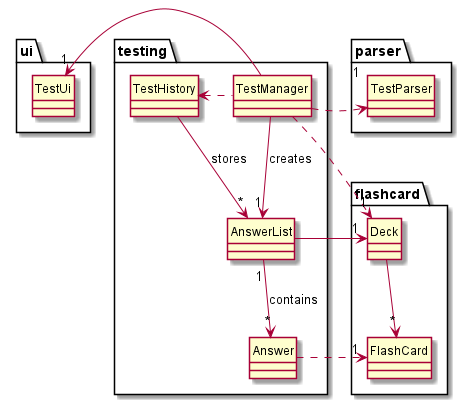 ui
testing
parser
1
1
TestUi
TestHistory
TestManager
TestParser
stores
creates
flashcard
*
1
1
AnswerList
1
Deck
1
contains
*
*
Answer
1
FlashCard